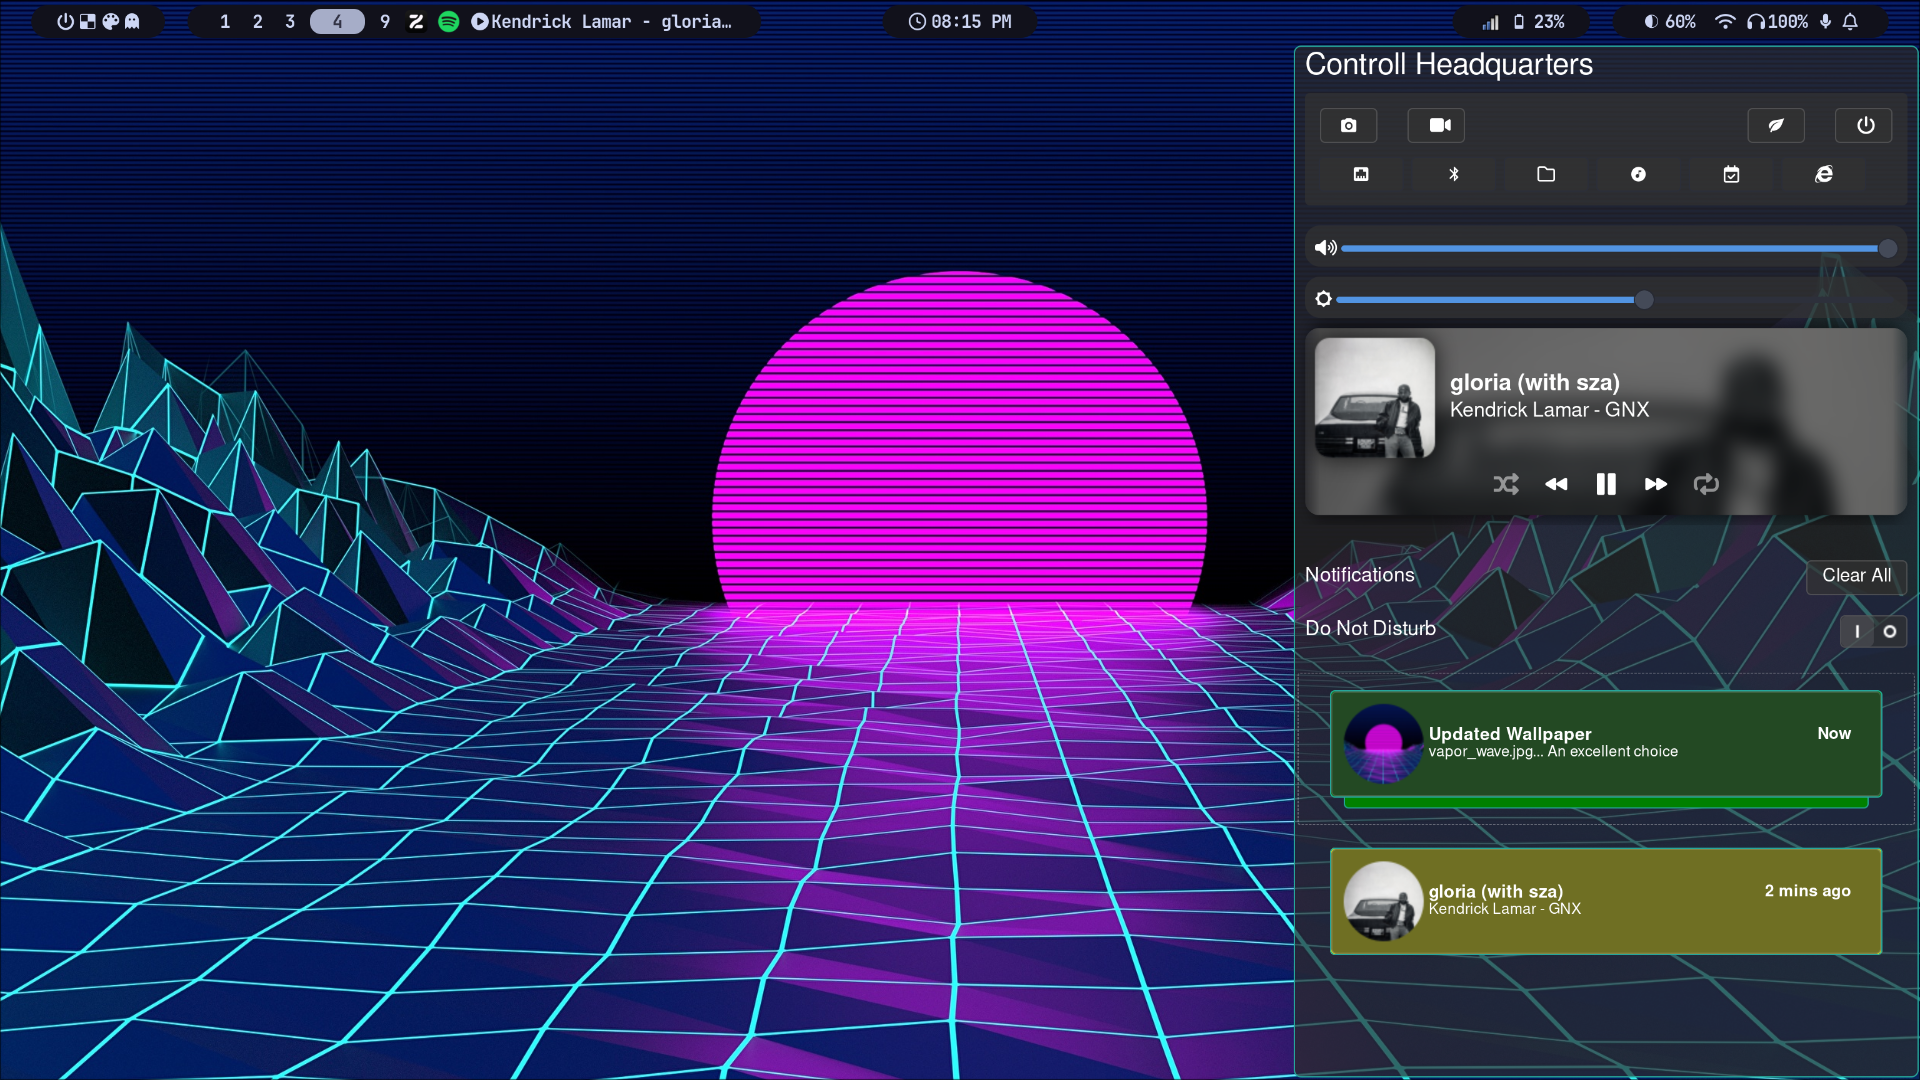 1 2 3 4 9 Kendrick Lamar - gloria…
08:15 PM
23%
60% 100%
Controll Headquarters
gloria (with sza)
Kendrick Lamar - GNX
Notifications
Clear All
Do Not Disturb
Updated Wallpaper
Now
vapor_wave.jpg... An excellent choice
gloria (with sza)
2 mins ago
Kendrick Lamar - GNX